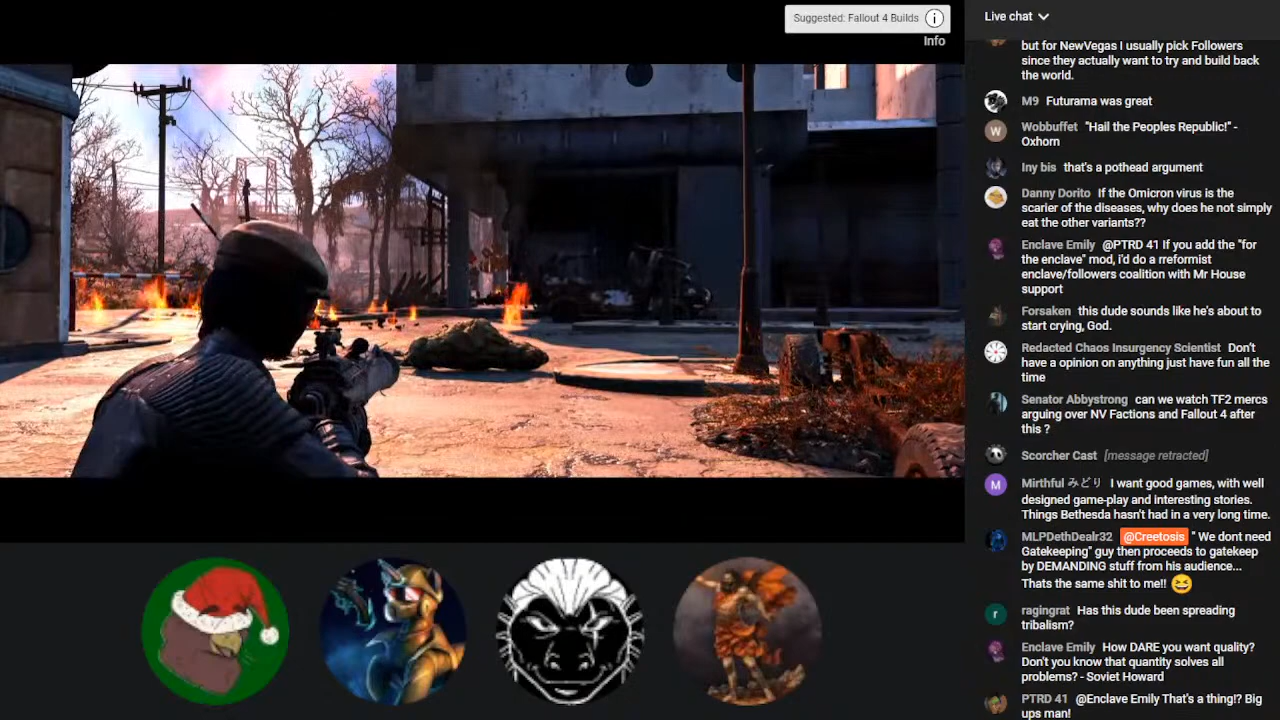 Suggested: Fallout 4 Builds
Info
Live chat
but for NewVegas I usually pick Followers
since they actually want to try and build back
the world.
M9 Futurama was great
W
Wobbuffet "Hail the Peoples Republic!" -
Oxhorn
Iny bis that's a pothead argument
Danny Dorito If the Omicron virus is the
scarier of the diseases, why does he not simply
eat the other variants??
Enclave Emily @PTRD 41 If you add the "for
the enclave" mod, i'd do a rreformist
enclave/followers coalition with Mr House
support
Forsaken this dude sounds like he's about to
start crying, God.
Redacted Chaos Insurgency Scientist Don't
have a opinion on anything just have fun all the
time
Senator Abbystrong can we watch TF2 mercs
arguing over NV Factions and Fallout 4 after
this ?
Scorcher Cast [message retracted]
M
Mirthful みどり I want good games, with well
designed game-play and interesting stories.
Things Bethesda hasn't had in a very long time.
MLPDethDealr32 @Creetosis " We dont need
Gatekeeping" guy then proceeds to gatekeep
by DEMANDING stuff from his audience...
Thats the same shit to me!! 😆
r
ragingrat Has this dude been spreading
tribalism?
Enclave Emily How DARE you want quality?
Don't you know that quantity solves all
problems? - Soviet Howard
PTRD 41 @Enclave Emily That's a thing!? Big
ups man!